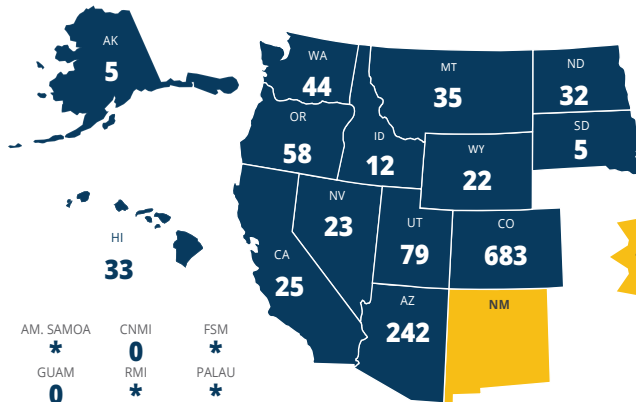 AK
5
WA
44
MT
35
ND
32
OR
58
ID
12
WY
22
SD
5
NV
23
UT
79
CO
683
HI
33
CA
25
AZ
242
NM
AM. SAMOA
*
CNMI
0
FSM
*
GUAM
0
RMI
*
PALAU
*